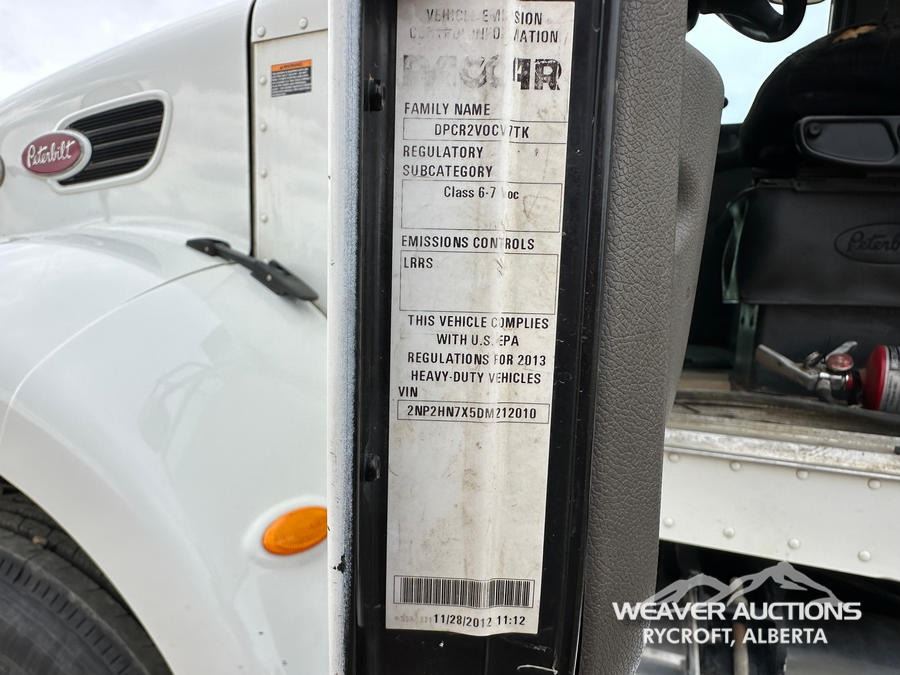 VEHICLE EMISSION
CONTROL INFORMATION
PACCAR
FAMILY NAME
DPCR2VOCV7TK
REGULATORY
SUBCATEGORY
Class 6-7 Voc
EMISSIONS CONTROLS
LRRS
THIS VEHICLE COMPLIES
WITH U.S. EPA
REGULATIONS FOR 2013
HEAVY-DUTY VEHICLES
VIN
2NP2HN7X5DM212010
11/28/2012 11:12
Peterbilt
Peterbilt
WEAVER AUCTIONS
RYCROFT, ALBERTA